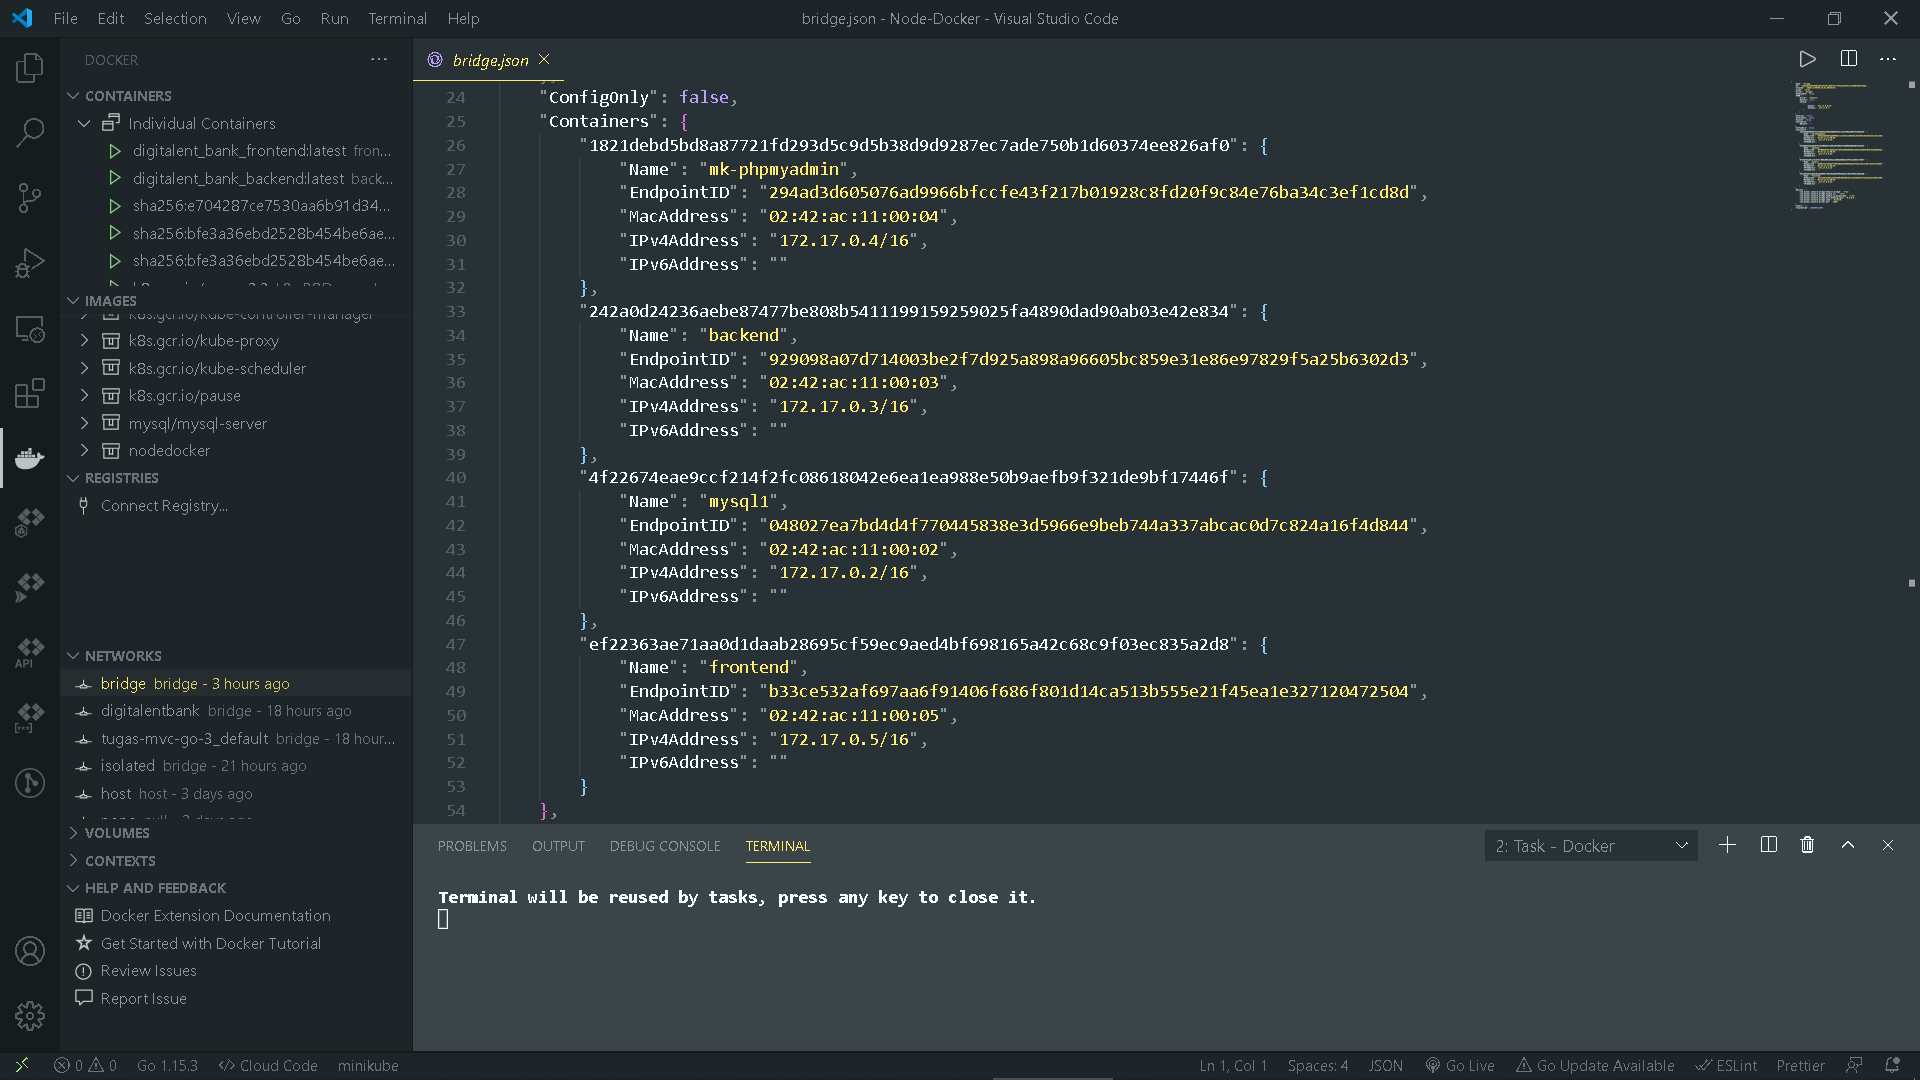 File Edit Selection View Go Run Terminal Help
bridge.json - Node-Docker - Visual Studio Code
DOCKER
CONTAINERS
Individual Containers
digitalent_bank_frontend:latest fron...
digitalent_bank_backend:latest back...
sha256:e704287ce7530aa6b91d34...
sha256:bfe3a36ebd2528b454be6ae...
sha256:bfe3a36ebd2528b454be6ae...
IMAGES
k8s.gcr.io/kube-controller-manager
k8s.gcr.io/kube-proxy
k8s.gcr.io/kube-scheduler
k8s.gcr.io/pause
mysql/mysql-server
nodedocker
REGISTRIES
Connect Registry...
NETWORKS
bridge bridge - 3 hours ago
digitalentbank bridge - 18 hours ago
tugas-mvc-go-3_default bridge - 18 hour...
isolated bridge - 21 hours ago
host host - 3 days ago
VOLUMES
CONTEXTS
HELP AND FEEDBACK
Docker Extension Documentation
Get Started with Docker Tutorial
Review Issues
Report Issue
API
bridge.json
24 "ConfigOnly": false,
25 "Containers": {
26 "1821debd5bd8a87721fd293d5c9d5b38d9d9287ec7ade750b1d60374ee826af0": {
27 "Name": "mk-phpmyadmin",
28 "EndpointID": "294ad3d605076ad9966bfccfe43f217b01928c8fd20f9c84e76ba34c3ef1cd8d",
29 "MacAddress": "02:42:ac:11:00:04",
30 "IPv4Address": "172.17.0.4/16",
31 "IPv6Address": ""
32 },
33 "242a0d24236aebe87477be808b5411199159259025fa4890dad90ab03e42e834": {
34 "Name": "backend",
35 "EndpointID": "929098a07d714003be2f7d925a898a96605bc859e31e86e97829f5a25b6302d3",
36 "MacAddress": "02:42:ac:11:00:03",
37 "IPv4Address": "172.17.0.3/16",
38 "IPv6Address": ""
39 },
40 "4f22674eae9ccf214f2fc08618042e6ea1ea988e50b9aefb9f321de9bf17446f": {
41 "Name": "mysql1",
42 "EndpointID": "048027ea7bd4d4f770445838e3d5966e9beb744a337abcac0d7c824a16f4d844",
43 "MacAddress": "02:42:ac:11:00:02",
44 "IPv4Address": "172.17.0.2/16",
45 "IPv6Address": ""
46 },
47 "ef22363ae71aa0d1daab28695cf59ec9aed4bf698165a42c68c9f03ec835a2d8": {
48 "Name": "frontend",
49 "EndpointID": "b33ce532af697aa6f91406f686f801d14ca513b555e21f45ea1e327120472504",
50 "MacAddress": "02:42:ac:11:00:05",
51 "IPv4Address": "172.17.0.5/16",
52 "IPv6Address": ""
53 }
54 },
PROBLEMS OUTPUT DEBUG CONSOLE TERMINAL
2: Task - Docker
Terminal will be reused by tasks, press any key to close it.
0 0 Go 1.15.3 Cloud Code minikube
Ln 1, Col 1 Spaces: 4 JSON Go Live Go Update Available ESLint Prettier